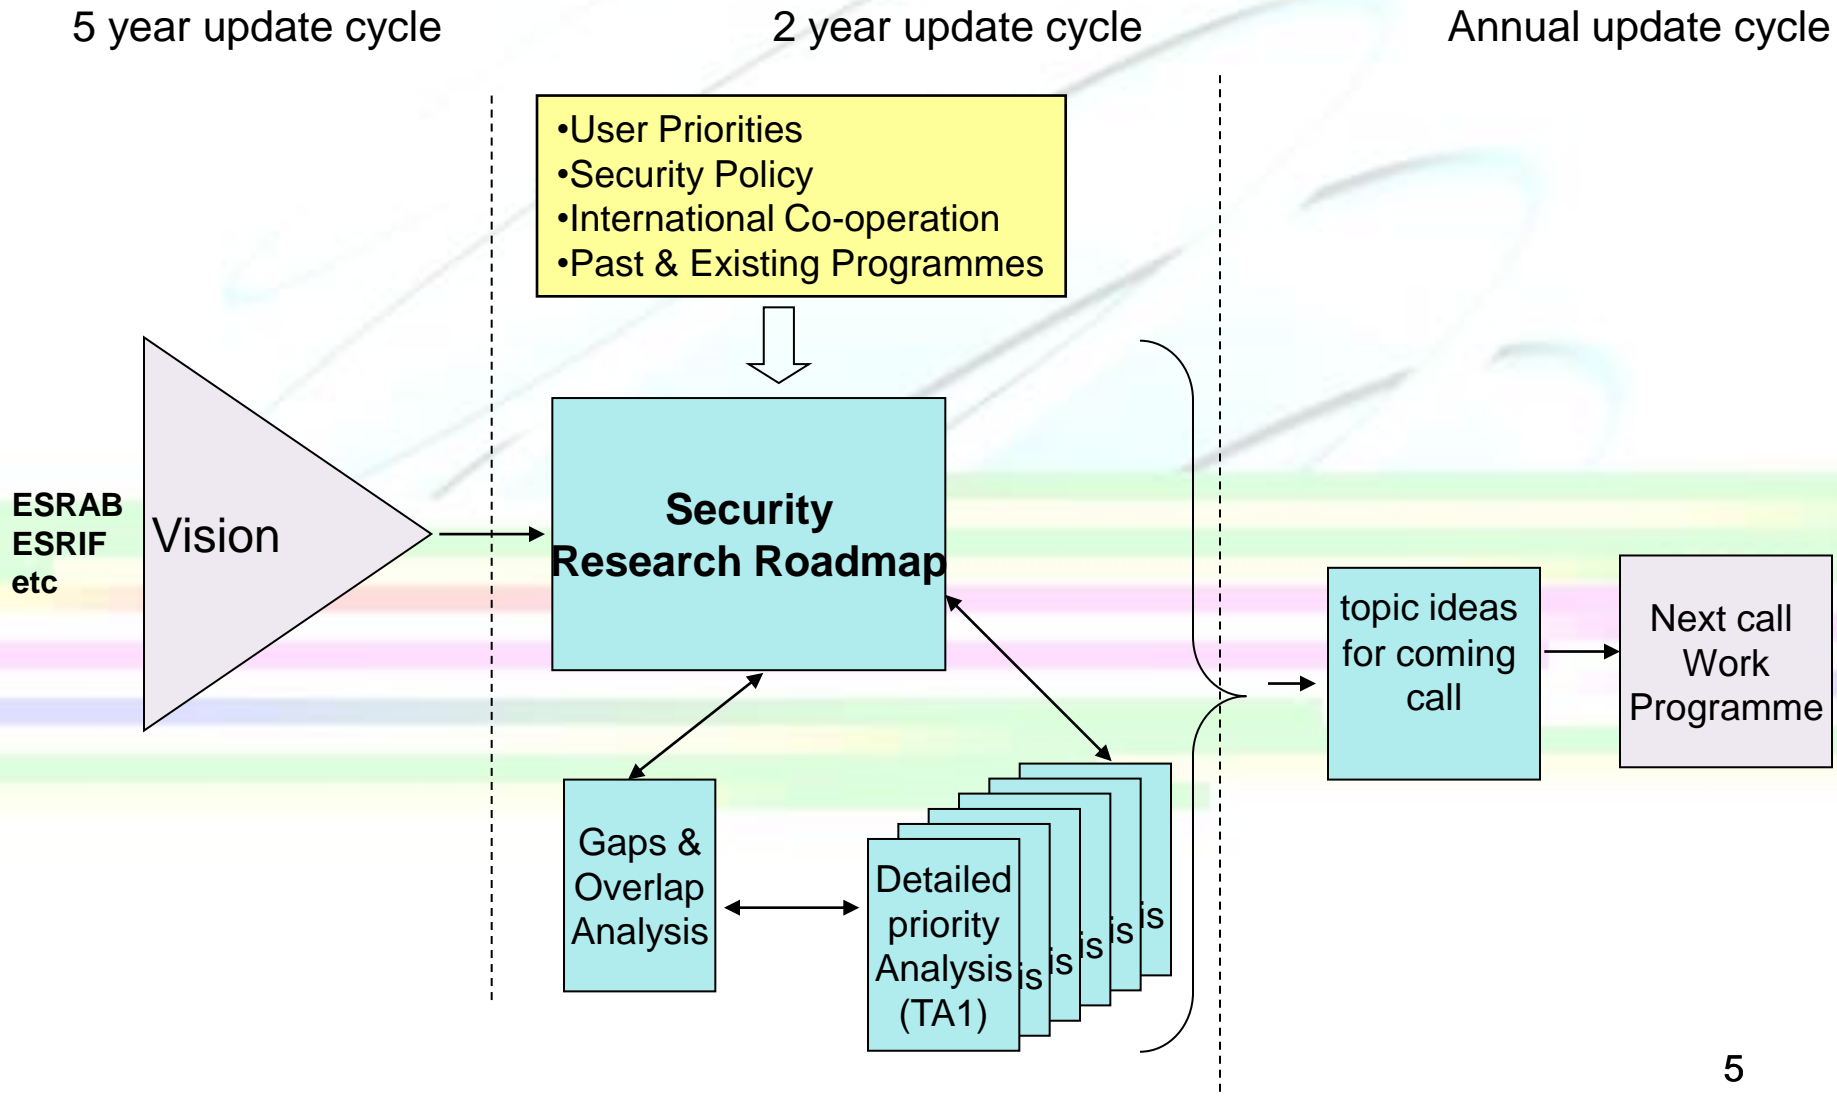 5 year update cycle
2 year update cycle
Annual update cycle
•User Priorities
•Security Policy
•International Co-operation
•Past & Existing Programmes
ESRAB
ESRIF
etc
Vision
Security
Research Roadmap
topic ideas
for coming
call
Next call
Work
Programme
Gaps &
Overlap
Analysis
Detailed
priority
Analysis
(TA1)
is
is
is
is
is
5